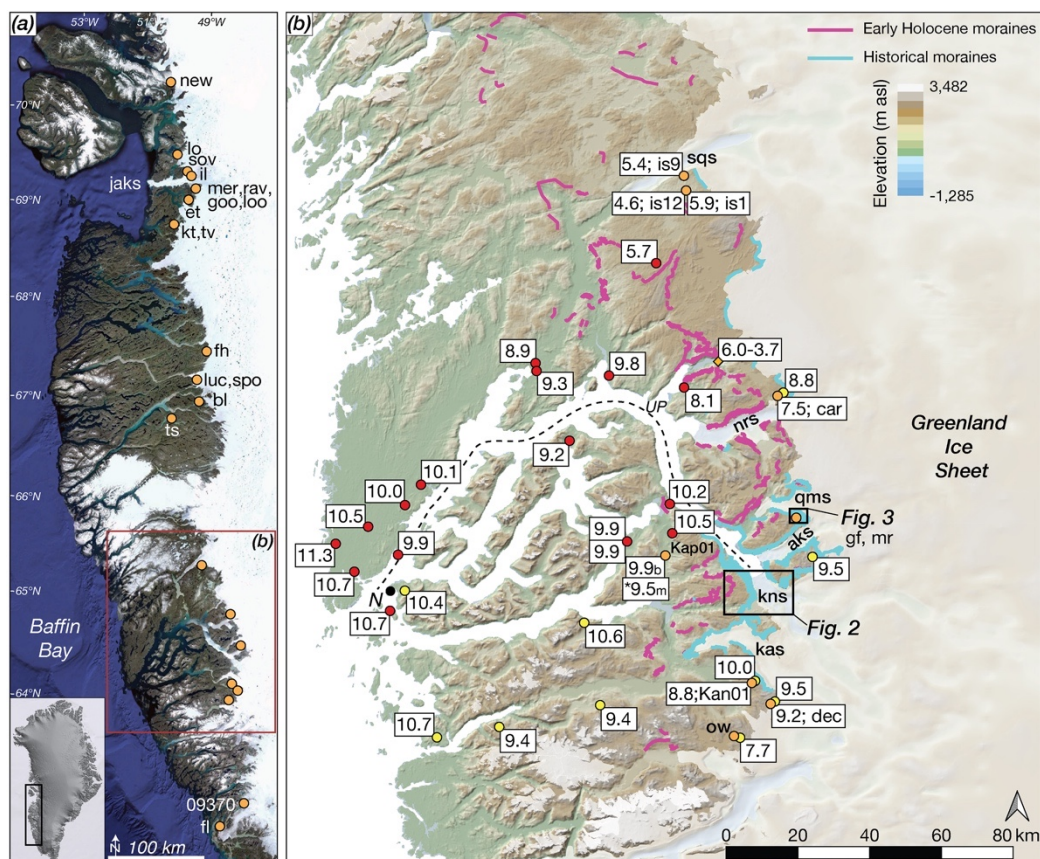 (a)
53°W
51°W
49°W
new
70°N
flo
sov
il
jaks
mer,rav,
goo,loo
69°N
et
kt,tv
68°N
fh
67°N
luc,spo
bl
ts
66°N
(b)
65°N
Baffin
Bay
64°N
09370
fl
N 100 km
(b)
Early Holocene moraines
Historical moraines
3,482
Elevation (m asl)
-1,285
sqs
5.4; is9
4.6; is12
5.9; is1
5.7
6.0-3.7
8.9
9.8
9.3
8.1
8.8
7.5; car
UP
nrs
Greenland
Ice
Sheet
9.2
10.1
10.0
10.2
qms
Fig. 3
gf, mr
10.5
10.5
9.9
aks
11.3
9.9
9.9
Kap01
9.5
9.9b
*9.5m
10.7
N
10.4
kns
10.7
Fig. 2
10.6
kas
10.0
8.8;Kan01
9.5
9.2; dec
10.7
9.4
9.4
ow
7.7
0 20 40 60 80 km